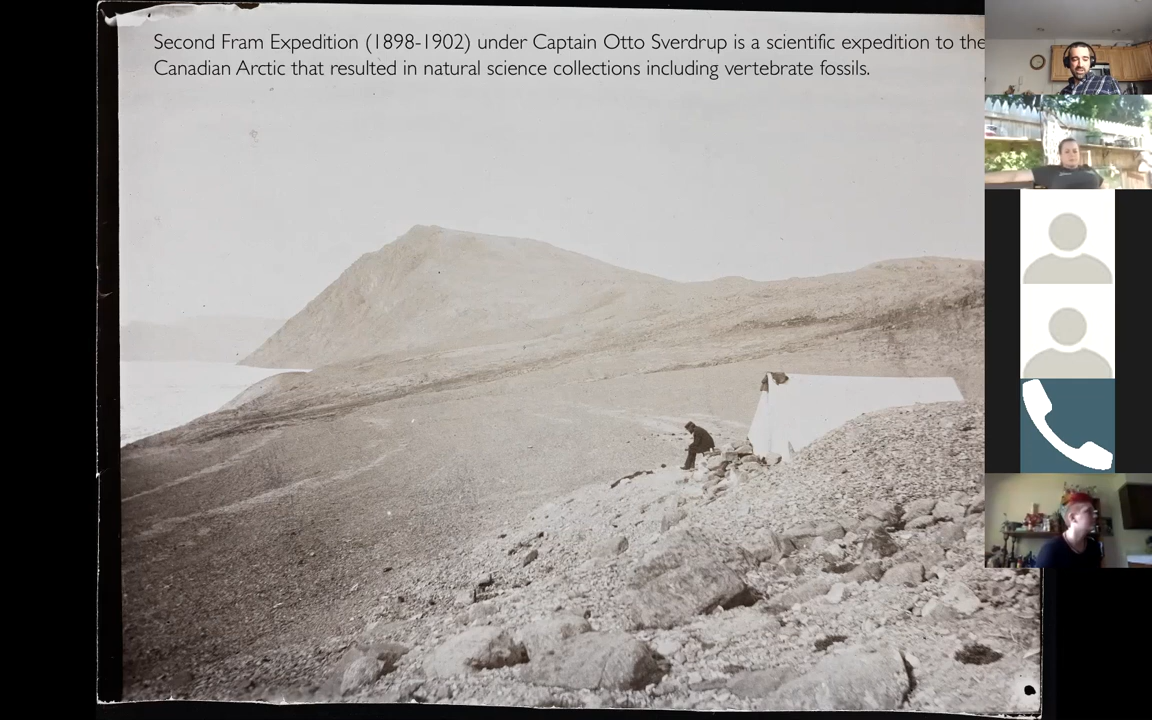 Second Fram Expedition (1898-1902) under Captain Otto Sverdrup is a scientific expedition to the
Canadian Arctic that resulted in natural science collections including vertebrate fossils.